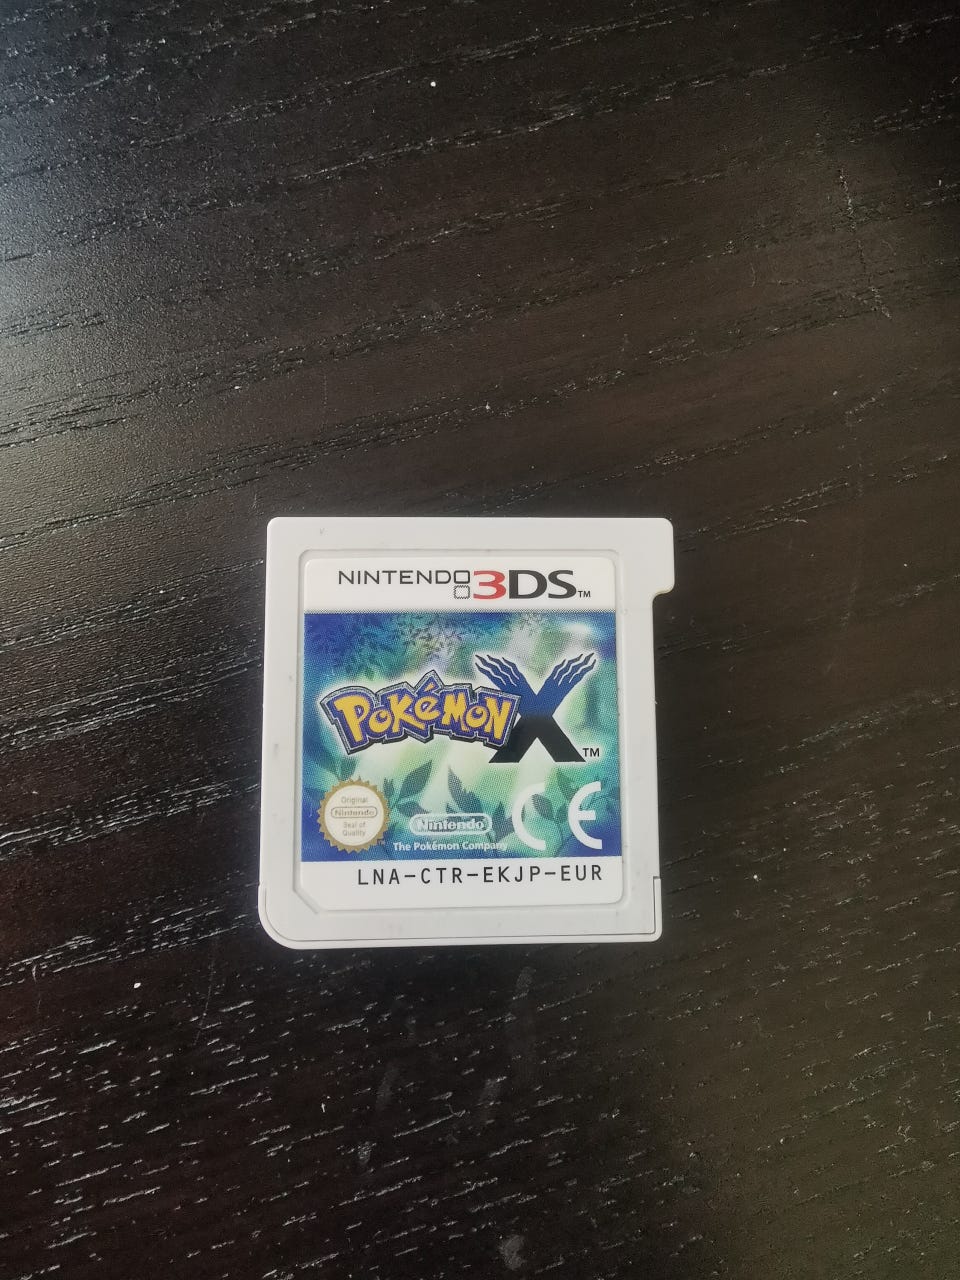 NINTENDO 3DS™
POKéMON X™
Original
Nintendo
Seal of
Quality
Nintendo
The Pokémon Company
CE
LNA-CTR-EKJP-EUR